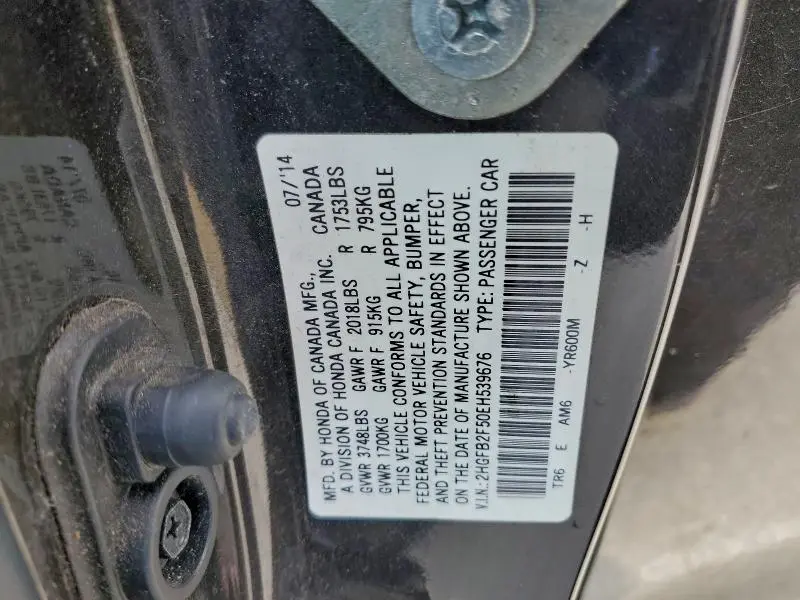 MFD. BY HONDA OF CANADA MFG., 07/'14
A DIVISION OF HONDA CANADA INC. CANADA
GVWR 3748LBS GAWR F 2018LBS R 1753LBS
GVWR 1700KG GAWR F 915KG R 795KG
THIS VEHICLE CONFORMS TO ALL APPLICABLE
FEDERAL MOTOR VEHICLE SAFETY, BUMPER,
AND THEFT PREVENTION STANDARDS IN EFFECT
ON THE DATE OF MANUFACTURE SHOWN ABOVE.
V.I.N.:2HGFB2F50EH539676 TYPE: PASSENGER CAR
TR6 E AM6 -YR600M -Z -H